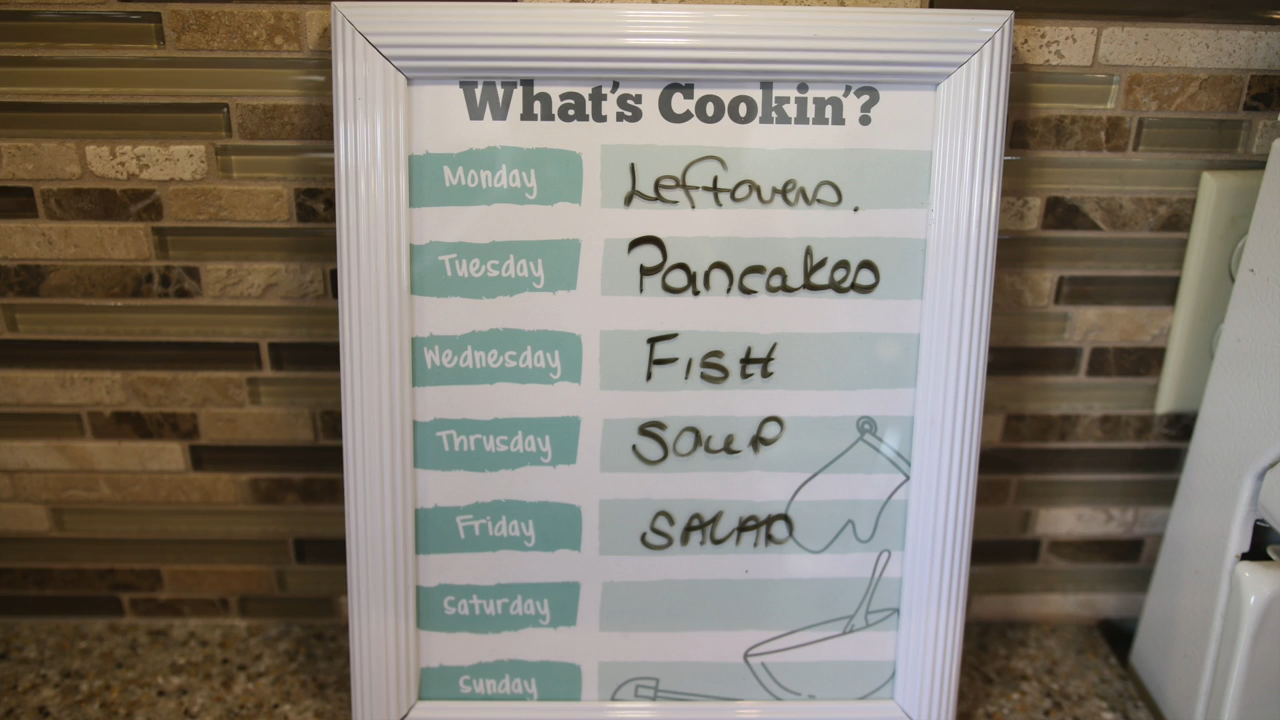 What's Cookin'?
Monday Leftovers.
Tuesday Pancakes
Wednesday FISH
Thrusday SOUP
Friday SALAD
Saturday
Sunday